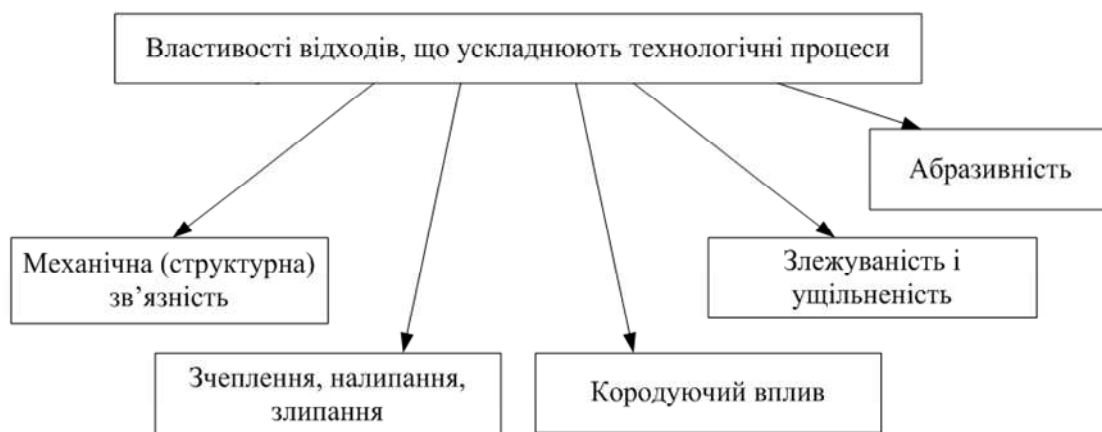 Властивості відходів, що ускладнюють технологічні процеси
Абразивність
Механічна (структурна)
зв’язність
Злежуваність і
ущільненість
Зчеплення, налипання,
злипання
Кородуючий вплив